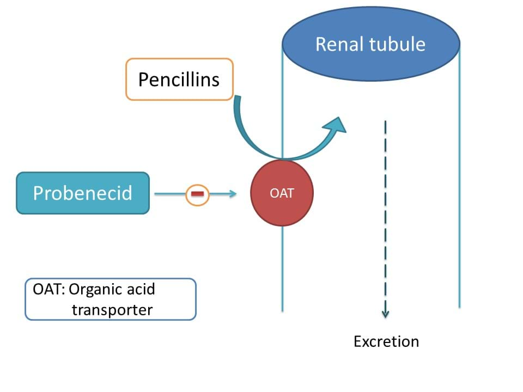 Renal tubule
Pencillins
Probenecid
OAT
OAT: Organic acid
transporter
Excretion